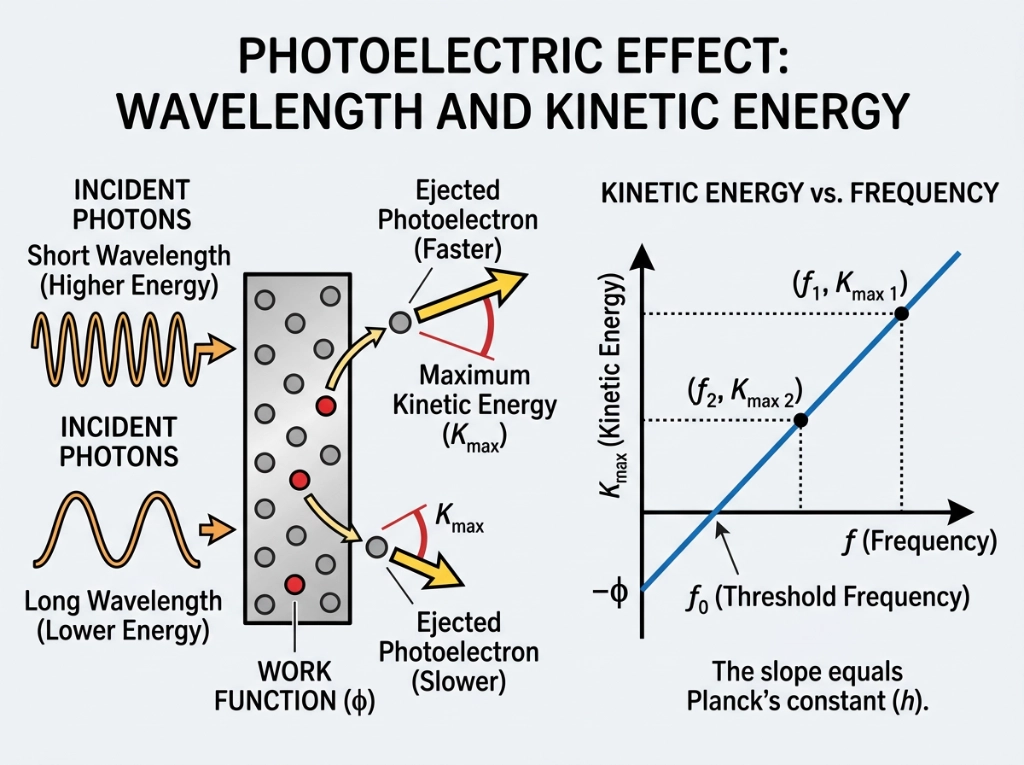 PHOTOELECTRIC EFFECT:
WAVELENGTH AND KINETIC ENERGY
INCIDENT
PHOTONS
Short Wavelength
(Higher Energy)
INCIDENT
PHOTONS
Long Wavelength
(Lower Energy)
WORK
FUNCTION (ϕ)
Ejected
Photoelectron
(Faster)
Maximum
Kinetic Energy
(Kmax)
Kmax
Ejected
Photoelectron
(Slower)
KINETIC ENERGY vs. FREQUENCY
Kmax (Kinetic Energy)
(f1, Kmax 1)
(f2, Kmax 2)
f (Frequency)
−ϕ
f0 (Threshold Frequency)
The slope equals
Planck's constant (h).